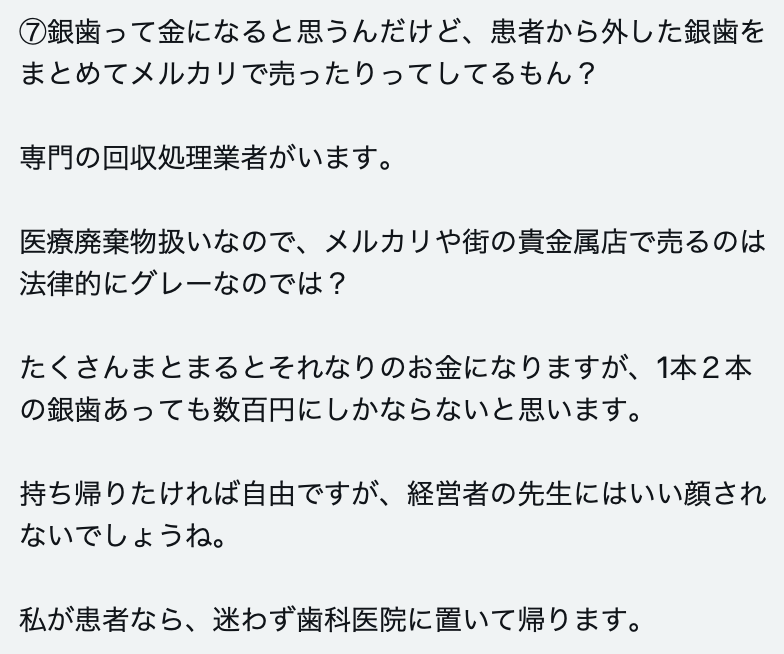 ⑦銀歯って金になると思うんだけど、患者から外した銀歯を
まとめてメルカリで売ったりってしてるもん？
専門の回収処理業者がいます。
医療廃棄物扱いなので、メルカリや街の貴金属店で売るのは
法律的にグレーなのでは？
たくさんまとまるとそれなりのお金になりますが、1本２本
の銀歯あっても数百円にしかならないと思います。
持ち帰りたければ自由ですが、経営者の先生にはいい顔され
ないでしょうね。
私が患者なら、迷わず歯科医院に置いて帰ります。